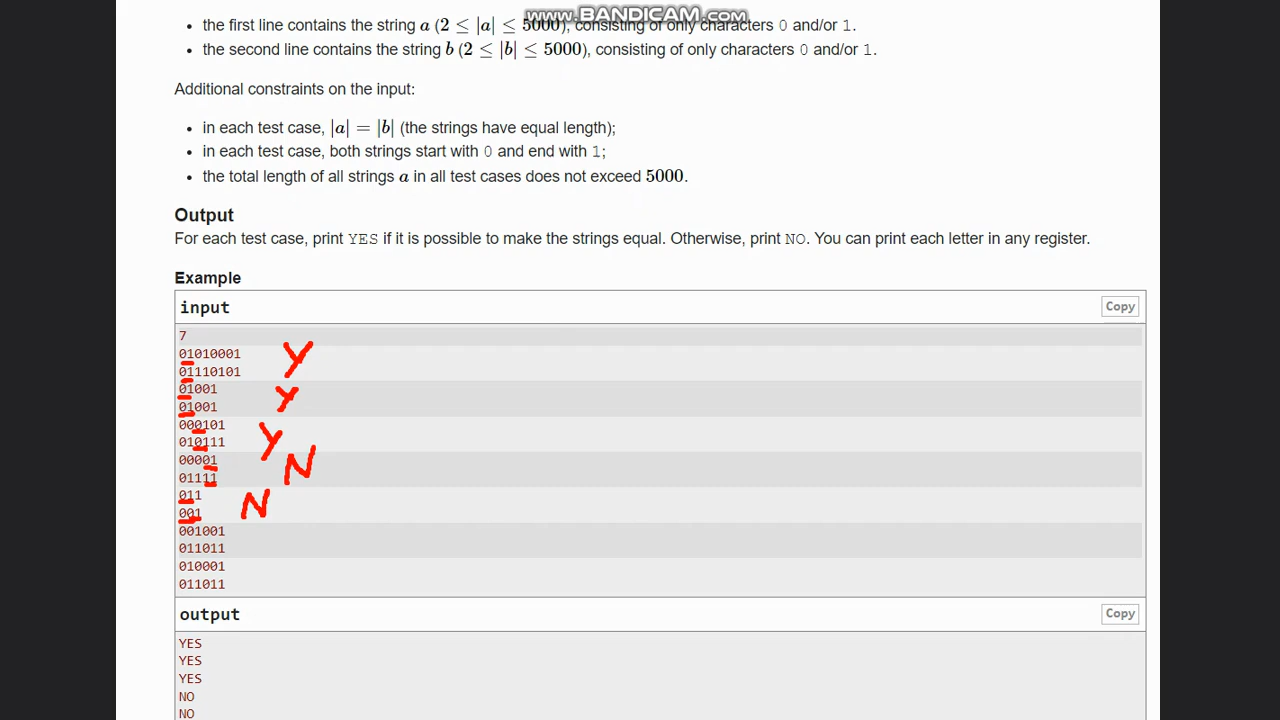 www.BANDICAM.com
• the first line contains the string a (2 ≤ |a| ≤ 5000), consisting of only characters 0 and/or 1.
• the second line contains the string b (2 ≤ |b| ≤ 5000), consisting of only characters 0 and/or 1.
Additional constraints on the input:
• in each test case, |a| = |b| (the strings have equal length);
• in each test case, both strings start with 0 and end with 1;
• the total length of all strings a in all test cases does not exceed 5000.
Output
For each test case, print YES if it is possible to make the strings equal. Otherwise, print NO. You can print each letter in any register.
Example
input Copy
7
01010001 Y
01110101
01001 Y
01001
000101 Y
010111
00001 N
01111
011 N
001
001001
011011
010001
011011
output Copy
YES
YES
YES
NO
NO